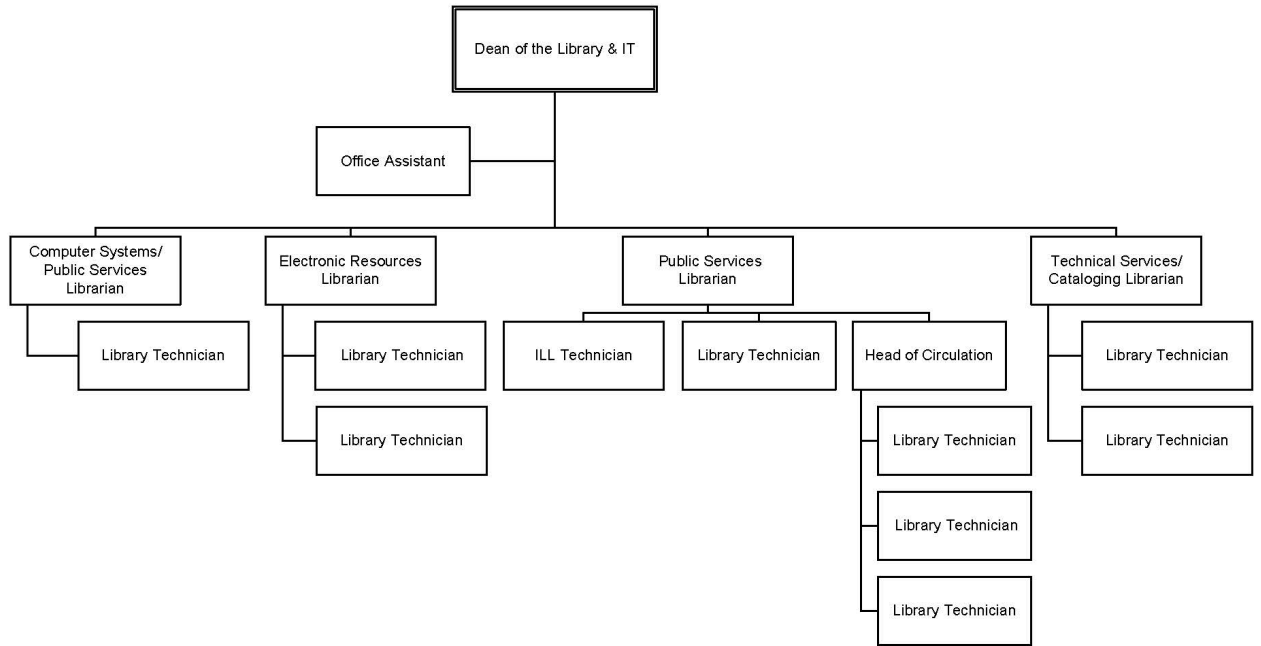 Dean of the Library & IT
Office Assistant
Computer Systems/
Public Services
Librarian
Electronic Resources
Librarian
Public Services
Librarian
Technical Services/
Cataloging Librarian
Library Technician
Library Technician
ILL Technician
Library Technician
Head of Circulation
Library Technician
Library Technician
Library Technician
Library Technician
Library Technician
Library Technician